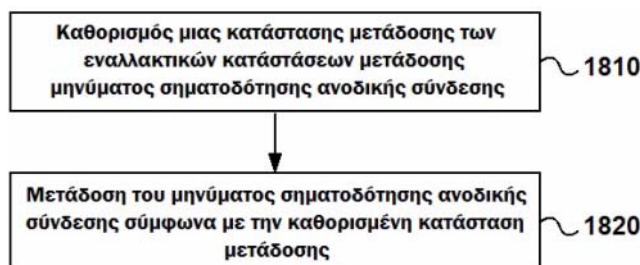 Καθορισμός μιας κατάστασης μετάδοσης των
εναλλακτικών κατάστάσεων μετάδοσης
μηνύματος σηματοδότησης ανοδικής σύνδεσης
1810
Μετάδοση του μηνύματος σηματοδότησης ανοδικής
σύνδεσης σύμφωνα με την καθορισμένη κατάσταση
μετάδοσης
1820